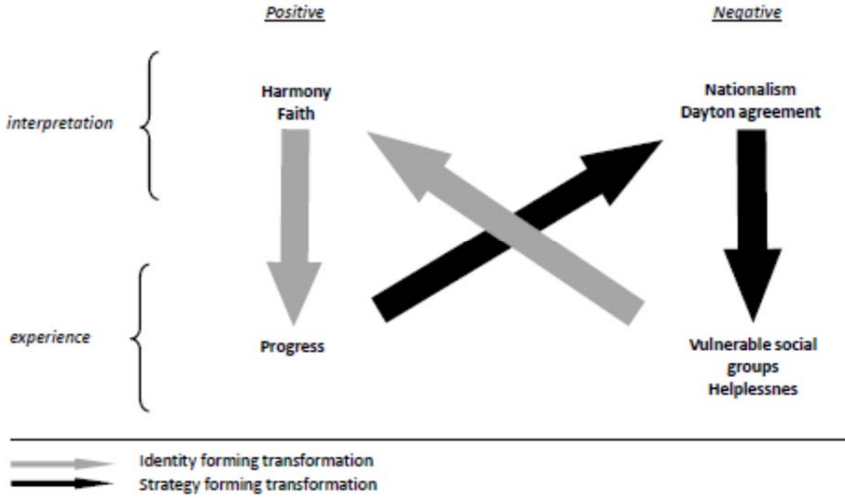 Positive
Negative
interpretation
Harmony
Faith
Nationalism
Dayton agreement
experience
Progress
Vulnerable social
groups
Helplessnes
Identity forming transformation
Strategy forming transformation